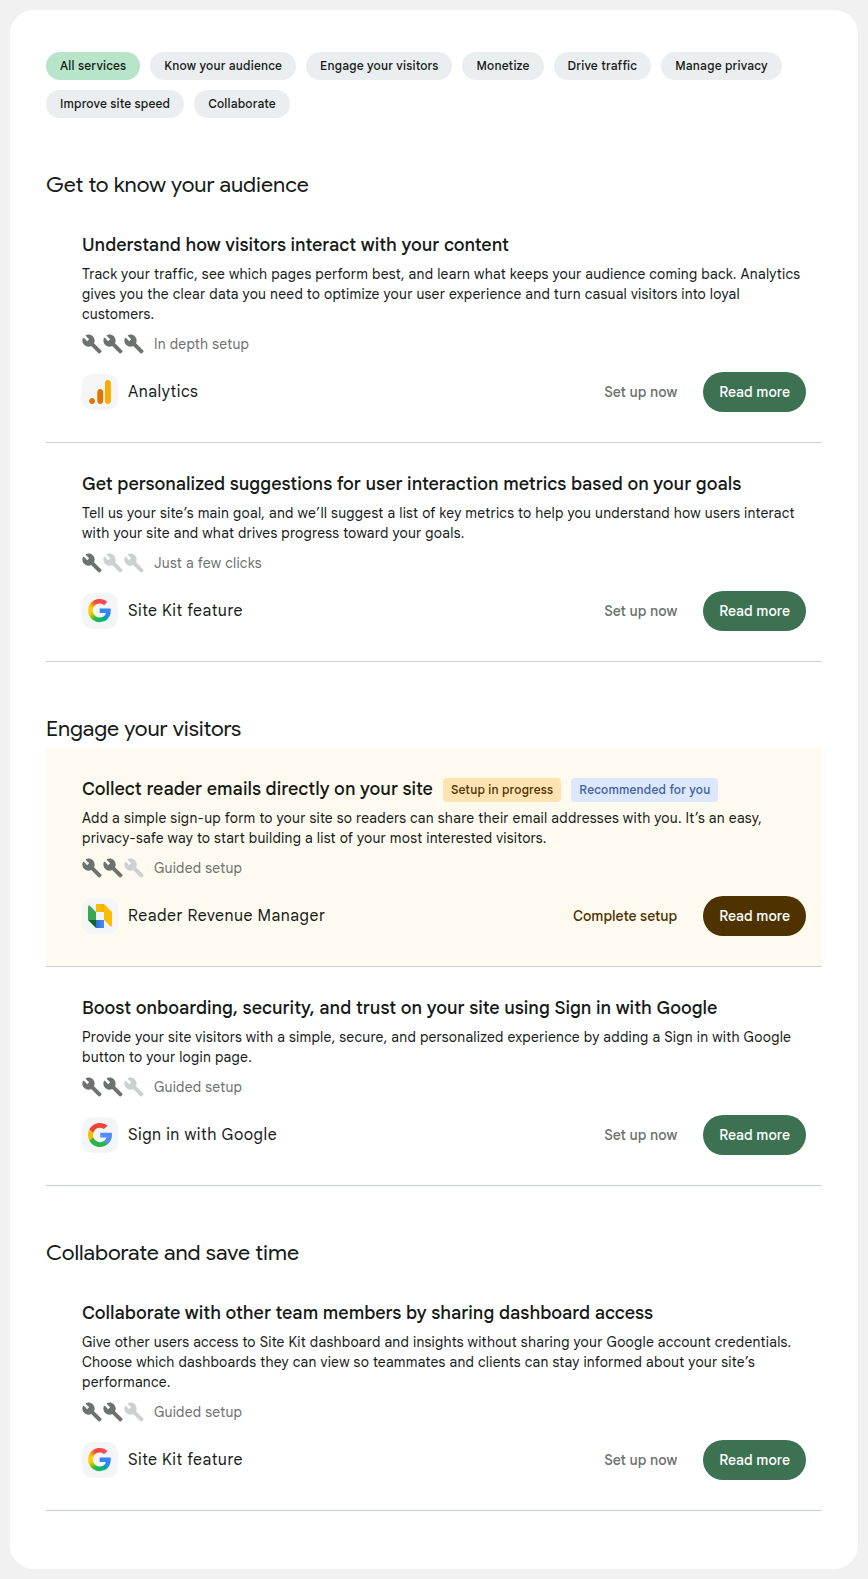 All services Know your audience Engage your visitors Monetize Drive traffic Manage privacy
Improve site speed Collaborate
Get to know your audience
Understand how visitors interact with your content
Track your traffic, see which pages perform best, and learn what keeps your audience coming back. Analytics
gives you the clear data you need to optimize your user experience and turn casual visitors into loyal
customers.
In depth setup
Analytics Set up now Read more
Get personalized suggestions for user interaction metrics based on your goals
Tell us your site’s main goal, and we’ll suggest a list of key metrics to help you understand how users interact
with your site and what drives progress toward your goals.
Just a few clicks
Site Kit feature Set up now Read more
Engage your visitors
Collect reader emails directly on your site Setup in progress Recommended for you
Add a simple sign-up form to your site so readers can share their email addresses with you. It’s an easy,
privacy-safe way to start building a list of your most interested visitors.
Guided setup
Reader Revenue Manager Complete setup Read more
Boost onboarding, security, and trust on your site using Sign in with Google
Provide your site visitors with a simple, secure, and personalized experience by adding a Sign in with Google
button to your login page.
Guided setup
Sign in with Google Set up now Read more
Collaborate and save time
Collaborate with other team members by sharing dashboard access
Give other users access to Site Kit dashboard and insights without sharing your Google account credentials.
Choose which dashboards they can view so teammates and clients can stay informed about your site’s
performance.
Guided setup
Site Kit feature Set up now Read more